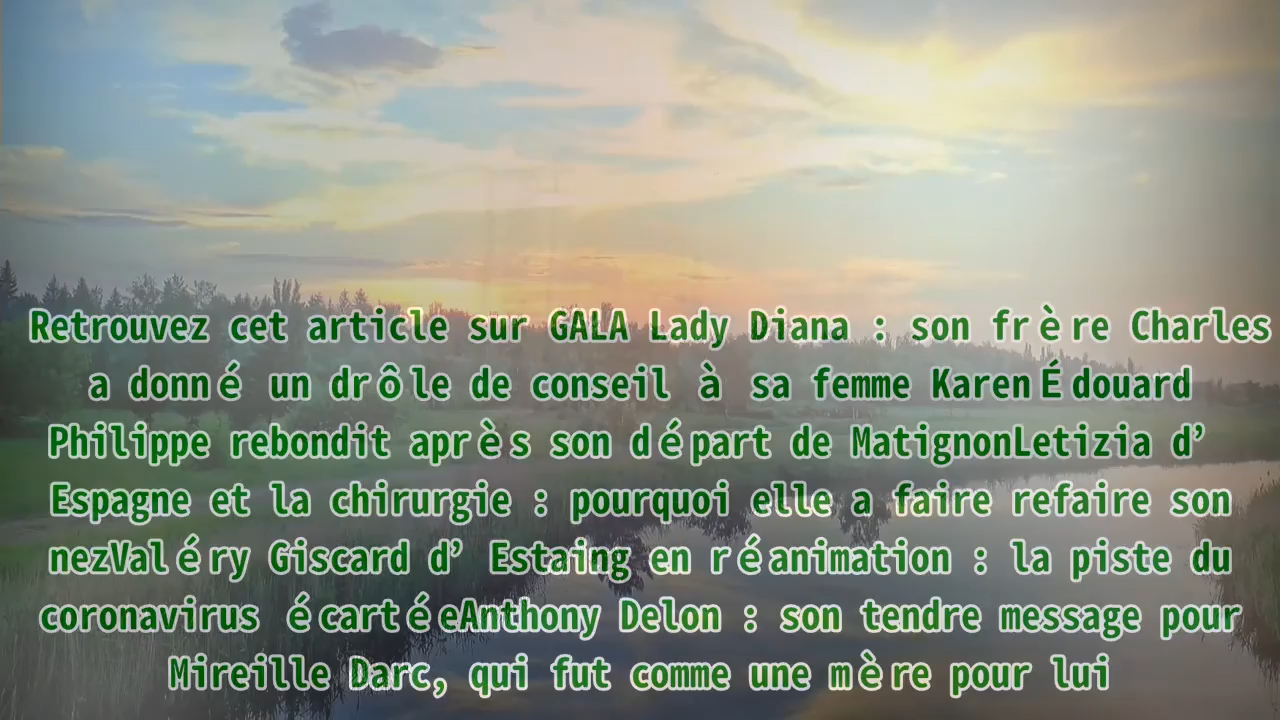 Retrouvez cet article sur GALA Lady Diana : son frère Charles
a donné un drôle de conseil à sa femme KarenÉdouard
Philippe rebondit après son départ de MatignonLetizia d’
Espagne et la chirurgie : pourquoi elle a faire refaire son
nezValéry Giscard d’ Estaing en réanimation : la piste du
coronavirus écartéeAnthony Delon : son tendre message pour
Mireille Darc, qui fut comme une mère pour lui